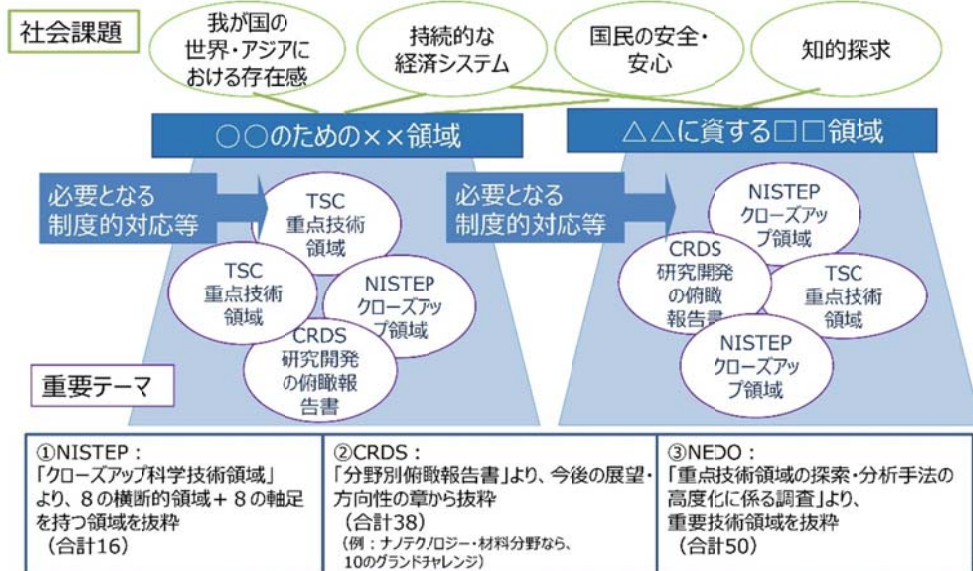 社会課題
我が国の
世界・アジアに
おける存在感
持続的な
経済システム
国民の安全・
安心
知的探求
○○のための××領域
△△に資する□□領域
必要となる
制度的対応等
TSC
重点技術
領域
TSC
重点技術
領域
NISTEP
クローズアッ
プ領域
CRDS
研究開発
の俯瞰報
告書
必要となる
制度的対応等
NISTEP
クローズアッ
プ領域
CRDS
研究開発
の俯瞰
報告書
TSC
重点技術
領域
NISTEP
クローズアッ
プ領域
重要テーマ
①NISTEP：
「クローズアップ科学技術領域」
より、８の横断的領域＋８の軸足
を持つ領域を抜粋
（合計16）
②CRDS：
「分野別俯瞰報告書」より、今後の展望・
方向性の章から抜粋
（合計38）
（例：ナノテクノロジー・材料分野なら、
10のグランドチャレンジ）
③NEDO：
「重点技術領域の探索・分析手法の
高度化に係る調査」より、
重要技術領域を抜粋
（合計50）